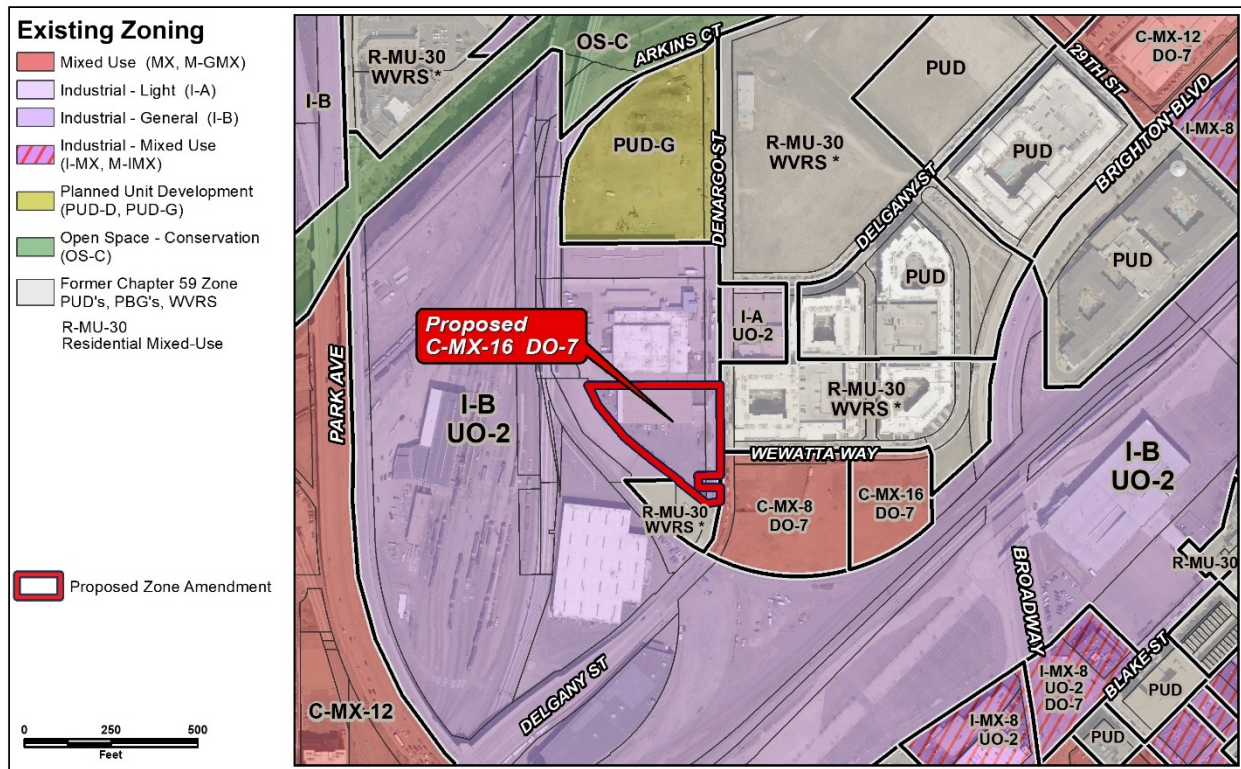 Existing Zoning
Mixed Use (MX, M-GMX)
Industrial - Light (I-A)
Industrial - General (I-B)
Industrial - Mixed Use
(I-MX, M-IMX)
Planned Unit Development
(PUD-D, PUD-G)
Open Space - Conservation
(OS-C)
Former Chapter 59 Zone
PUD's, PBG's, WVRS
R-MU-30
Residential Mixed-Use
Proposed Zone Amendment
0 250 500
Feet
I-B
R-MU-30
WVRS *
OS-C
ARKINS CT
PUD-G
DENARGO ST
R-MU-30
WVRS *
PUD
DELGANY ST
PUD
29TH ST
C-MX-12
DO-7
BRIGHTON BLVD
I-MX-8
PUD
PUD
I-A
UO-2
Proposed
C-MX-16 DO-7
PARK AVE
I-B
UO-2
R-MU-30
WVRS *
WEWATTA WAY
C-MX-8
DO-7
C-MX-16
DO-7
R-MU-30
WVRS *
I-B
UO-2
BROADWAY
R-MU-30
C-MX-12
DELGANY ST
I-MX-8
UO-2
DO-7
BLAKE ST
PUD
I-MX-8
UO-2
PUD